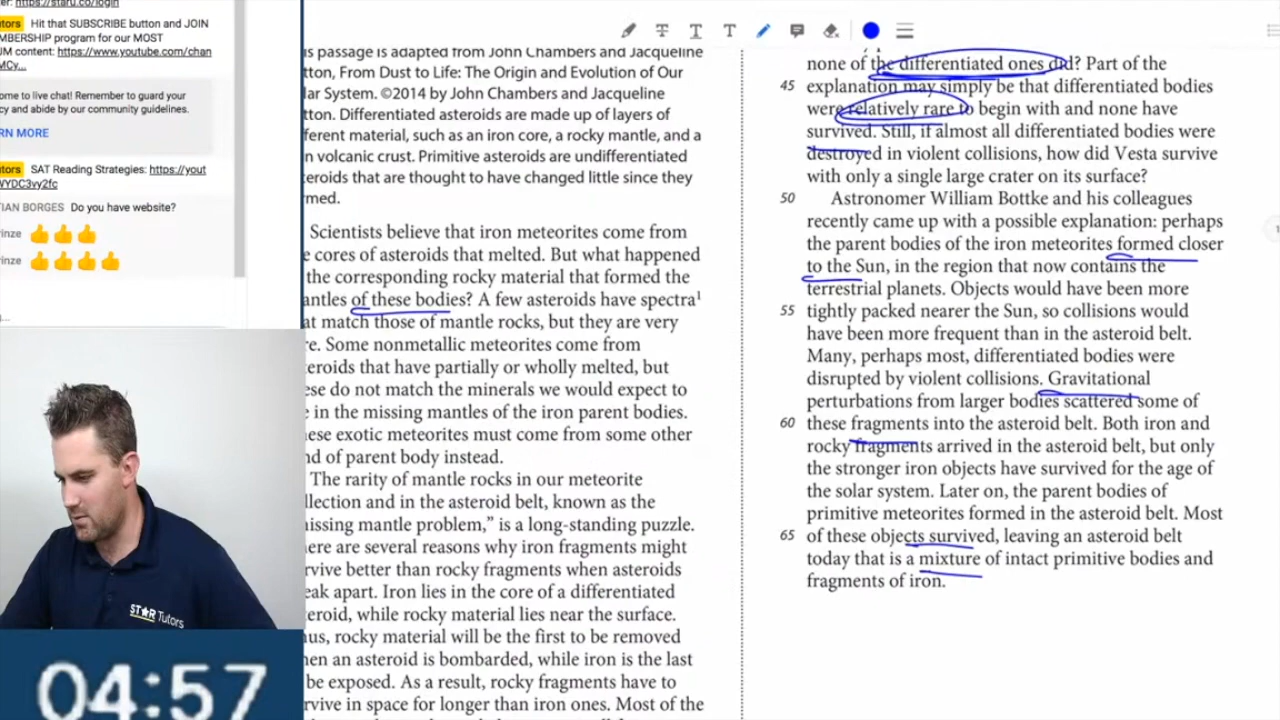 er: https://staru.co/login
tors Hit that SUBSCRIBE button and JOIN
MBERSHIP program for our MOST
UM content: https://www.youtube.com/chan
MCy...
ome to live chat! Remember to guard your
cy and abide by our community guidelines.
RN MORE
tors SAT Reading Strategies: https://yout
WYDC3vy2fc
IAN BORGES Do you have website?
rinze 👍👍👍
rinze 👍👍👍👍
ST★R Tutors
04:57
is passage is adapted from John Chambers and Jacqueline
tton, From Dust to Life: The Origin and Evolution of Our
lar System. ©2014 by John Chambers and Jacqueline
tton. Differentiated asteroids are made up of layers of
ferent material, such as an iron core, a rocky mantle, and a
n volcanic crust. Primitive asteroids are undifferentiated
teroids that are thought to have changed little since they
rmed.
Scientists believe that iron meteorites come from
e cores of asteroids that melted. But what happened
the corresponding rocky material that formed the
antles of these bodies? A few asteroids have spectra¹
at match those of mantle rocks, but they are very
re. Some nonmetallic meteorites come from
teroids that have partially or wholly melted, but
ese do not match the minerals we would expect to
e in the missing mantles of the iron parent bodies.
ese exotic meteorites must come from some other
nd of parent body instead.
The rarity of mantle rocks in our meteorite
llection and in the asteroid belt, known as the
issing mantle problem,” is a long-standing puzzle.
ere are several reasons why iron fragments might
rvive better than rocky fragments when asteroids
eak apart. Iron lies in the core of a differentiated
teroid, while rocky material lies near the surface.
us, rocky material will be the first to be removed
en an asteroid is bombarded, while iron is the last
be exposed. As a result, rocky fragments have to
rvive in space for longer than iron ones. Most of the
none of the differentiated ones did? Part of the
45 explanation may simply be that differentiated bodies
were relatively rare to begin with and none have
survived. Still, if almost all differentiated bodies were
destroyed in violent collisions, how did Vesta survive
with only a single large crater on its surface?
50 Astronomer William Bottke and his colleagues
recently came up with a possible explanation: perhaps
the parent bodies of the iron meteorites formed closer
to the Sun, in the region that now contains the
terrestrial planets. Objects would have been more
55 tightly packed nearer the Sun, so collisions would
have been more frequent than in the asteroid belt.
Many, perhaps most, differentiated bodies were
disrupted by violent collisions. Gravitational
perturbations from larger bodies scattered some of
60 these fragments into the asteroid belt. Both iron and
rocky fragments arrived in the asteroid belt, but only
the stronger iron objects have survived for the age of
the solar system. Later on, the parent bodies of
primitive meteorites formed in the asteroid belt. Most
65 of these objects survived, leaving an asteroid belt
today that is a mixture of intact primitive bodies and
fragments of iron.